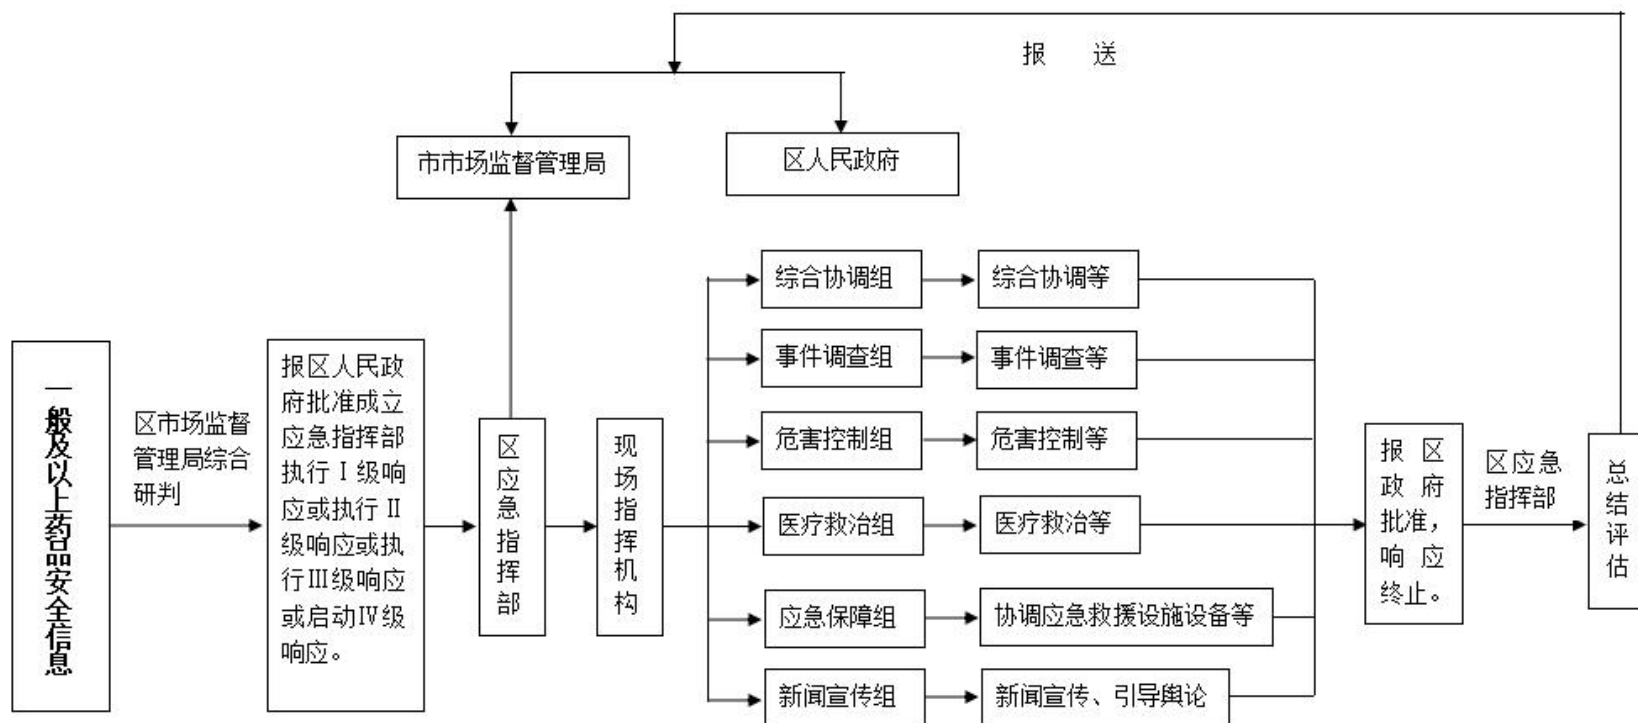 报 送
市市场监督管理局
区人民政府
一般及以上药品安全信息
区市场监督
管理局综合
研判
报区人民政
府批准成立
应急指挥部
执行Ⅰ级响
应或执行Ⅱ
级响应或执
行Ⅲ级响应
或启动Ⅳ级
响应。
区应急指挥部
现场指挥机构
综合协调组
综合协调等
事件调查组
事件调查等
危害控制组
危害控制等
医疗救治组
医疗救治等
应急保障组
协调应急救援设施设备等
新闻宣传组
新闻宣传、引导舆论
报区
政府
批准，
响应
终止。
区应急
指挥部
总结评估